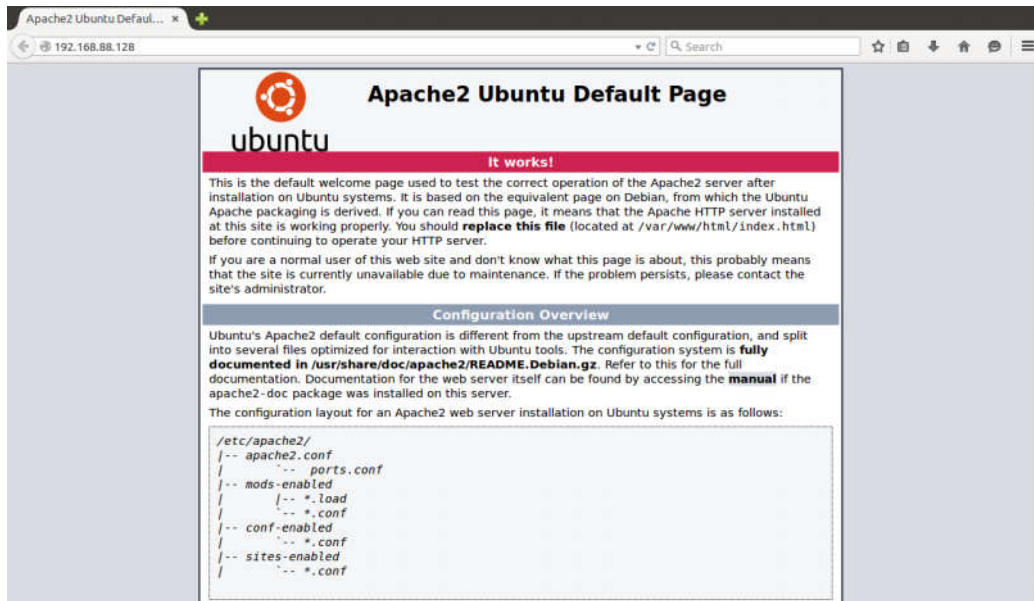 Apache2 Ubuntu Defaul... ×
192.168.88.128
Search
ubuntu
Apache2 Ubuntu Default Page
It works!
This is the default welcome page used to test the correct operation of the Apache2 server after
installation on Ubuntu systems. It is based on the equivalent page on Debian, from which the Ubuntu
Apache packaging is derived. If you can read this page, it means that the Apache HTTP server installed
at this site is working properly. You should replace this file (located at /var/www/html/index.html)
before continuing to operate your HTTP server.
If you are a normal user of this web site and don't know what this page is about, this probably means
that the site is currently unavailable due to maintenance. If the problem persists, please contact the
site's administrator.
Configuration Overview
Ubuntu's Apache2 default configuration is different from the upstream default configuration, and split
into several files optimized for interaction with Ubuntu tools. The configuration system is fully
documented in /usr/share/doc/apache2/README.Debian.gz. Refer to this for the full
documentation. Documentation for the web server itself can be found by accessing the manual if the
apache2-doc package was installed on this server.
The configuration layout for an Apache2 web server installation on Ubuntu systems is as follows:
/etc/apache2/
|-- apache2.conf
|       `--  ports.conf
|-- mods-enabled
|       |-- *.load
|       `-- *.conf
|-- conf-enabled
|       `-- *.conf
|-- sites-enabled
|       `-- *.conf